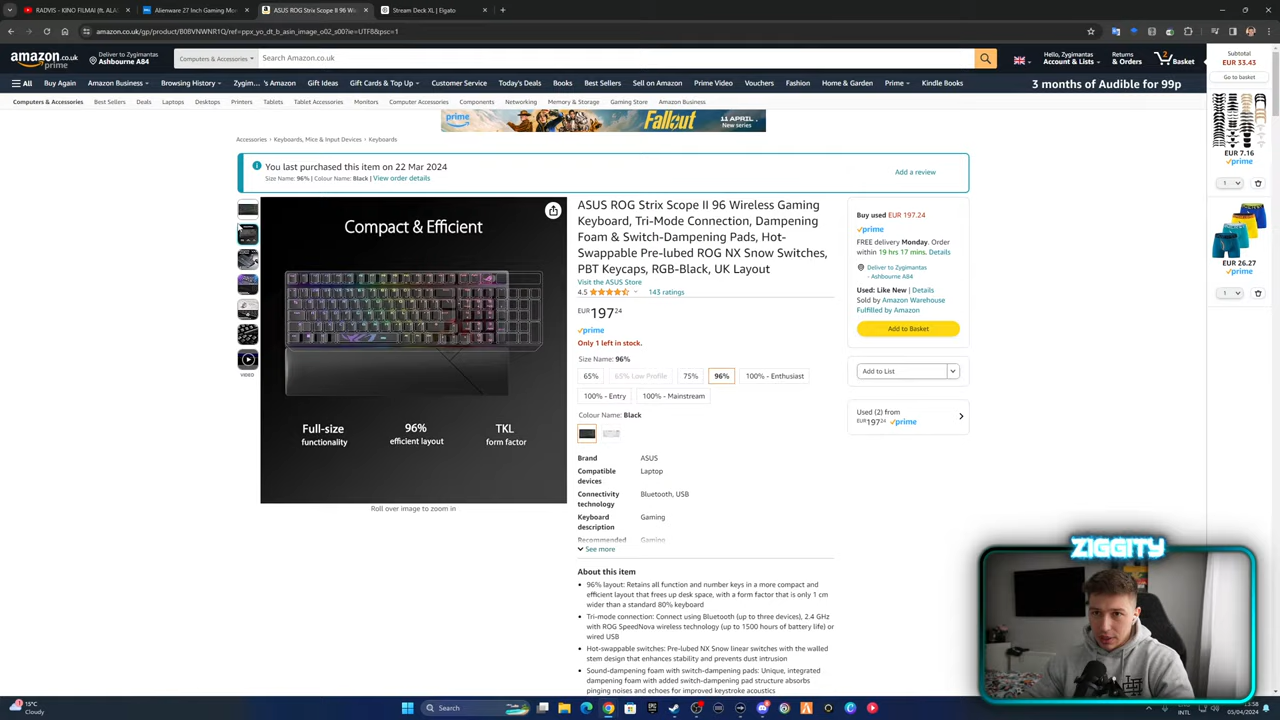 RADVIS - KINO FILMAI (ft. ALA
Alienware 27 Inch Gaming Mon
ASUS ROG Strix Scope II 96 Wi
Stream Deck XL | Elgato
amazon.co.uk/gp/product/B0BVNWNR1Q/ref=ppx_yo_dt_b_asin_image_o02_s00?ie=UTF8&psc=1
amazon.co.uk
prime
Deliver to Zygimantas
Ashbourne A84
Computers & Accessories
Search Amazon.co.uk
Hello, Zygimantas
Account & Lists
Returns
& Orders
2
Basket
All
Buy Again
Amazon Business
Browsing History
Zygim...'s Amazon
Gift Ideas
Gift Cards & Top Up
Customer Service
Today's Deals
Books
Best Sellers
Sell on Amazon
Prime Video
Vouchers
Fashion
Home & Garden
Prime
Kindle Books
3 months of Audible for 99p
Computers & Accessories
Best Sellers
Deals
Laptops
Desktops
Printers
Tablets
Tablet Accessories
Monitors
Computer Accessories
Components
Networking
Memory & Storage
Gaming Store
Amazon Business
prime
Fallout
11 APRIL
New series
Accessories › Keyboards, Mice & Input Devices › Keyboards
You last purchased this item on 22 Mar 2024
Size Name: 96% | Colour Name: Black | View order details
Add a review
VIDEO
Compact & Efficient
Full-size
functionality
96%
efficient layout
TKL
form factor
Roll over image to zoom in
ASUS ROG Strix Scope II 96 Wireless Gaming
Keyboard, Tri-Mode Connection, Dampening
Foam & Switch-Dampening Pads, Hot-
Swappable Pre-lubed ROG NX Snow Switches,
PBT Keycaps, RGB-Black, UK Layout
Visit the ASUS Store
4.5
143 ratings
EUR 197 24
prime
Only 1 left in stock.
Size Name: 96%
65%
65% Low Profile
75%
96%
100% - Enthusiast
100% - Entry
100% - Mainstream
Colour Name: Black
Brand ASUS
Compatible devices Laptop
Connectivity technology Bluetooth, USB
Keyboard description Gaming
Recommended Gaming
See more
About this item
• 96% layout: Retains all function and number keys in a more compact and
efficient layout that frees up desk space, with a form factor that is only 1 cm
wider than a standard 80% keyboard
• Tri-mode connection: Connect using Bluetooth (up to three devices), 2.4 GHz
with ROG SpeedNova wireless technology (up to 1500 hours of battery life) or
wired USB
• Hot-swappable switches: Pre-lubed NX Snow linear switches with the walled
stem design that enhances stability and prevents dust intrusion
• Sound-dampening foam with switch-dampening pads: Unique, integrated
dampening foam with added switch-dampening pad structure absorbs
pinging noises and echoes for improved keystroke acoustics
Buy used EUR 197.24
prime
FREE delivery Monday. Order
within 19 hrs 17 mins. Details
Deliver to Zygimantas
- Ashbourne A84
Used: Like New | Details
Sold by Amazon Warehouse
Fulfilled by Amazon
Add to Basket
Add to List
Used (2) from
EUR 197 24 prime
Subtotal
EUR 33.43
Go to basket
EUR 7.16
prime
1
EUR 26.27
prime
1
ZIGGITY
15°C
Cloudy
Search
INTL
05/04/2024